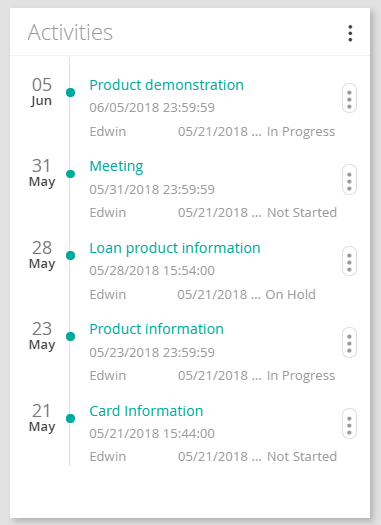 Activities
05 Jun
Product demonstration
06/05/2018 23:59:59
Edwin 05/21/2018 ... In Progress
31 May
Meeting
05/31/2018 23:59:59
Edwin 05/21/2018 ... Not Started
28 May
Loan product information
05/28/2018 15:54:00
Edwin 05/21/2018 ... On Hold
23 May
Product information
05/23/2018 23:59:59
Edwin 05/21/2018 ... In Progress
21 May
Card Information
05/21/2018 15:44:00
Edwin 05/21/2018 ... Not Started